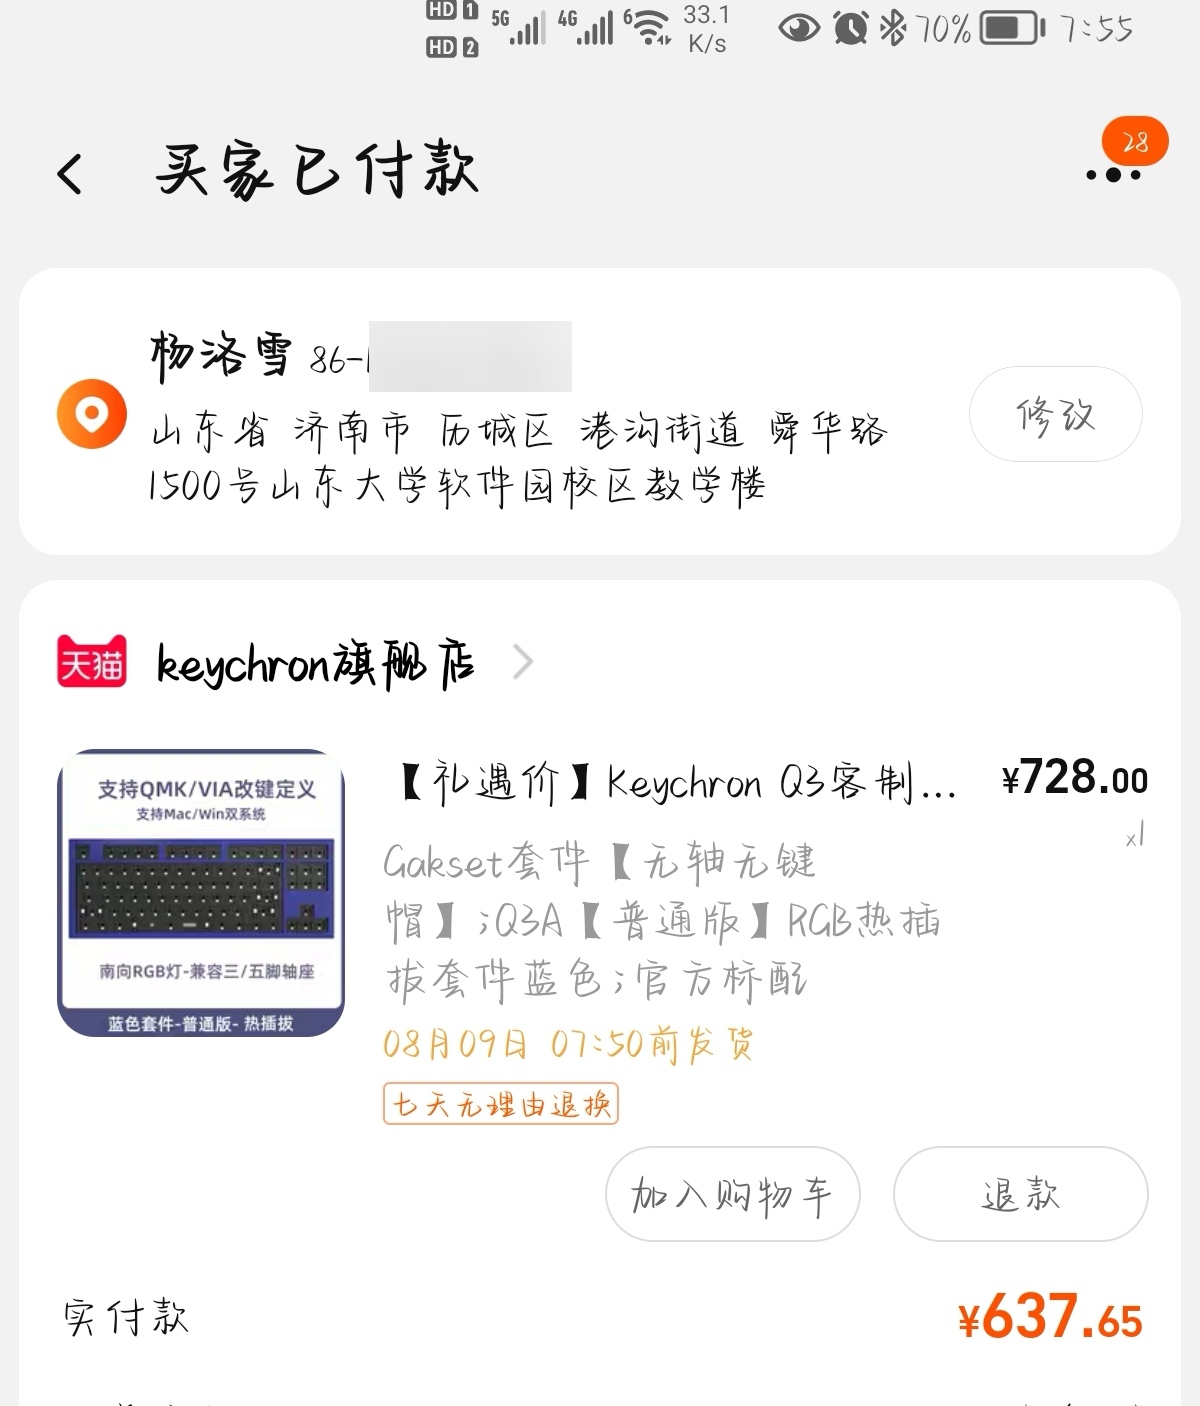 HD 1 5G 4G 6 33.1 70% 7:55
HD 2 K/s
买家已付款
28
杨洛雪 86-
山东省 济南市 历城区 港沟街道 舜华路
1500号山东大学软件园校区教学楼
修改
天猫 keychron旗舰店
支持QMK/VIA改键定义
支持Mac/Win双系统
南向RGB灯-兼容三/五脚轴座
蓝色套件-普通版- 热插拔
【礼遇价】Keychron Q3客制... ¥728.00
x1
Gakset套件【无轴无键
帽】;Q3A【普通版】RGB热插
拔套件蓝色;官方标配
08月09日 07:50前发货
七天无理由退换
加入购物车 退款
实付款 ¥637.65